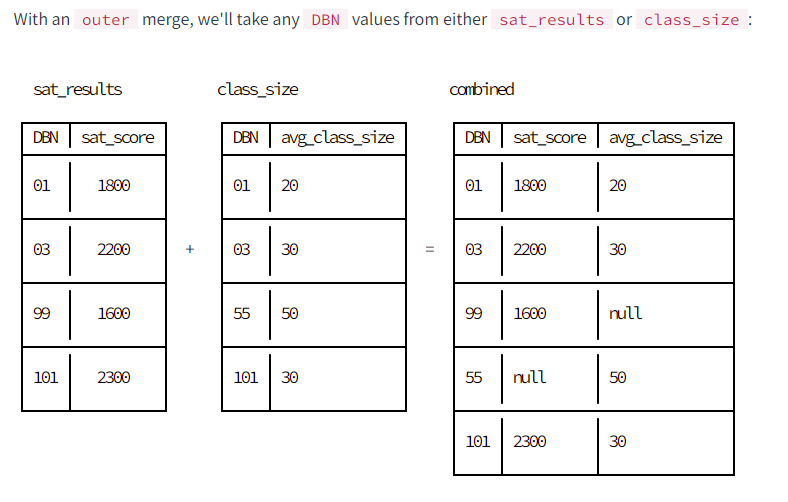 With an outer merge, we'll take any DBN values from either sat_results or class_size :
sat_results class_size combined
DBN sat_score DBN avg_class_size DBN sat_score avg_class_size
01 1800 01 20 01 1800 20
03 2200 + 03 30 = 03 2200 30
99 1600 55 50 99 1600 null
101 2300 101 30 55 null 50
101 2300 30